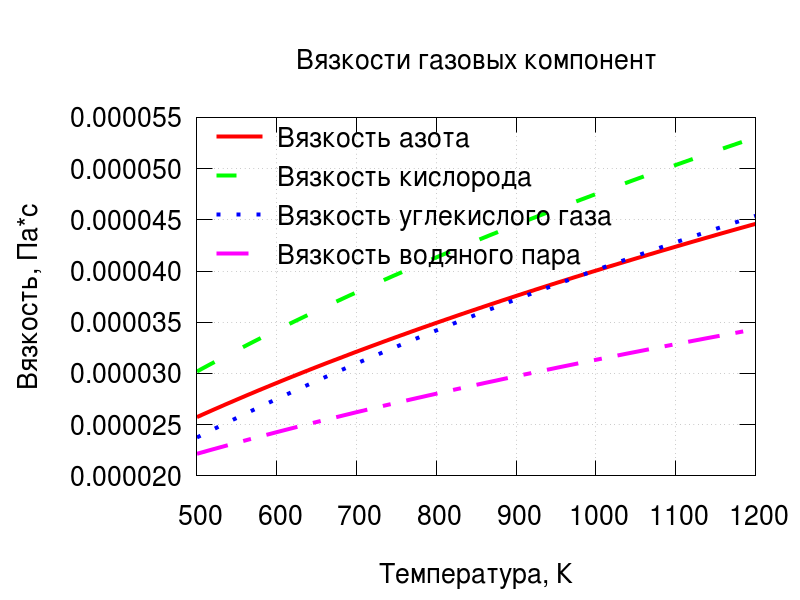 Вязкости газовых компонент
Вязкость, Па*с
0.000055
0.000050
0.000045
0.000040
0.000035
0.000030
0.000025
0.000020
Вязкость азота
Вязкость кислорода
Вязкость углекислого газа
Вязкость водяного пара
500 600 700 800 900 1000 1100 1200
Температура, К